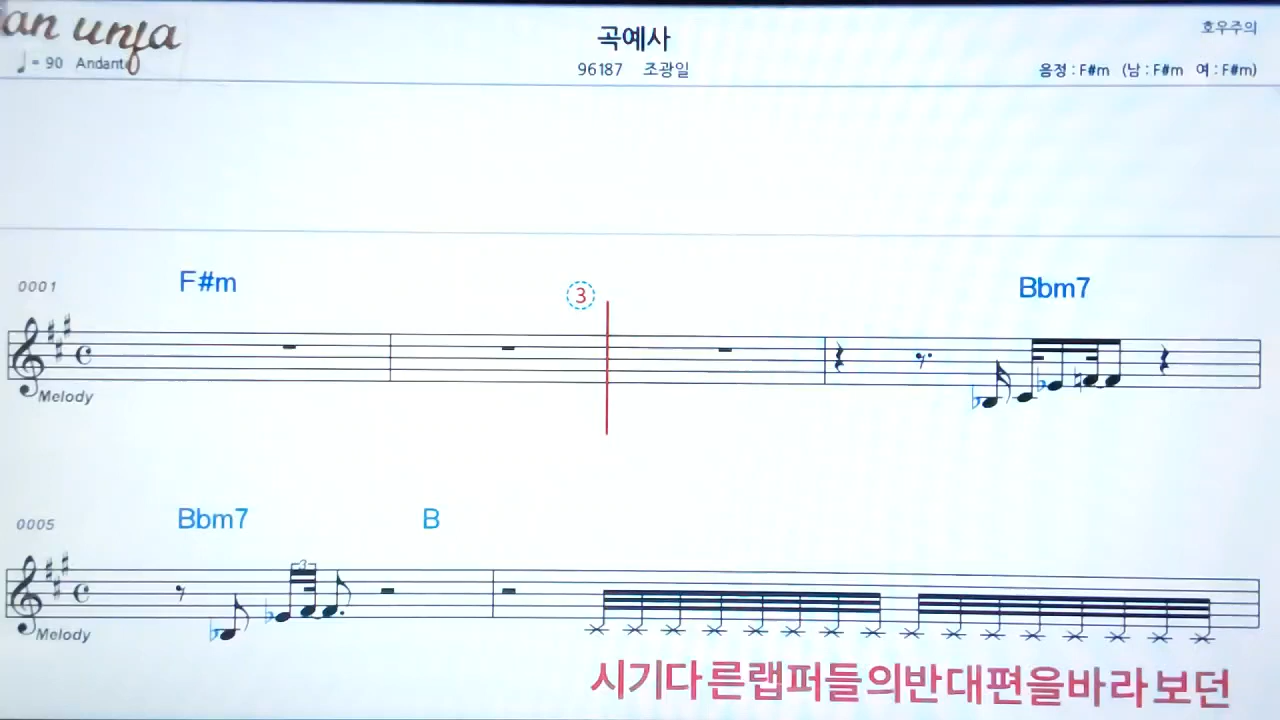 곡예사
호우주의
♩= 90 Andante
96187 조광일
음정 : F#m (남 : F#m 여 : F#m)
0001 F#m ③ Bbm7
Melody
0005 Bbm7 B
3
Melody
시기다른랩퍼들의반대편을바라보던